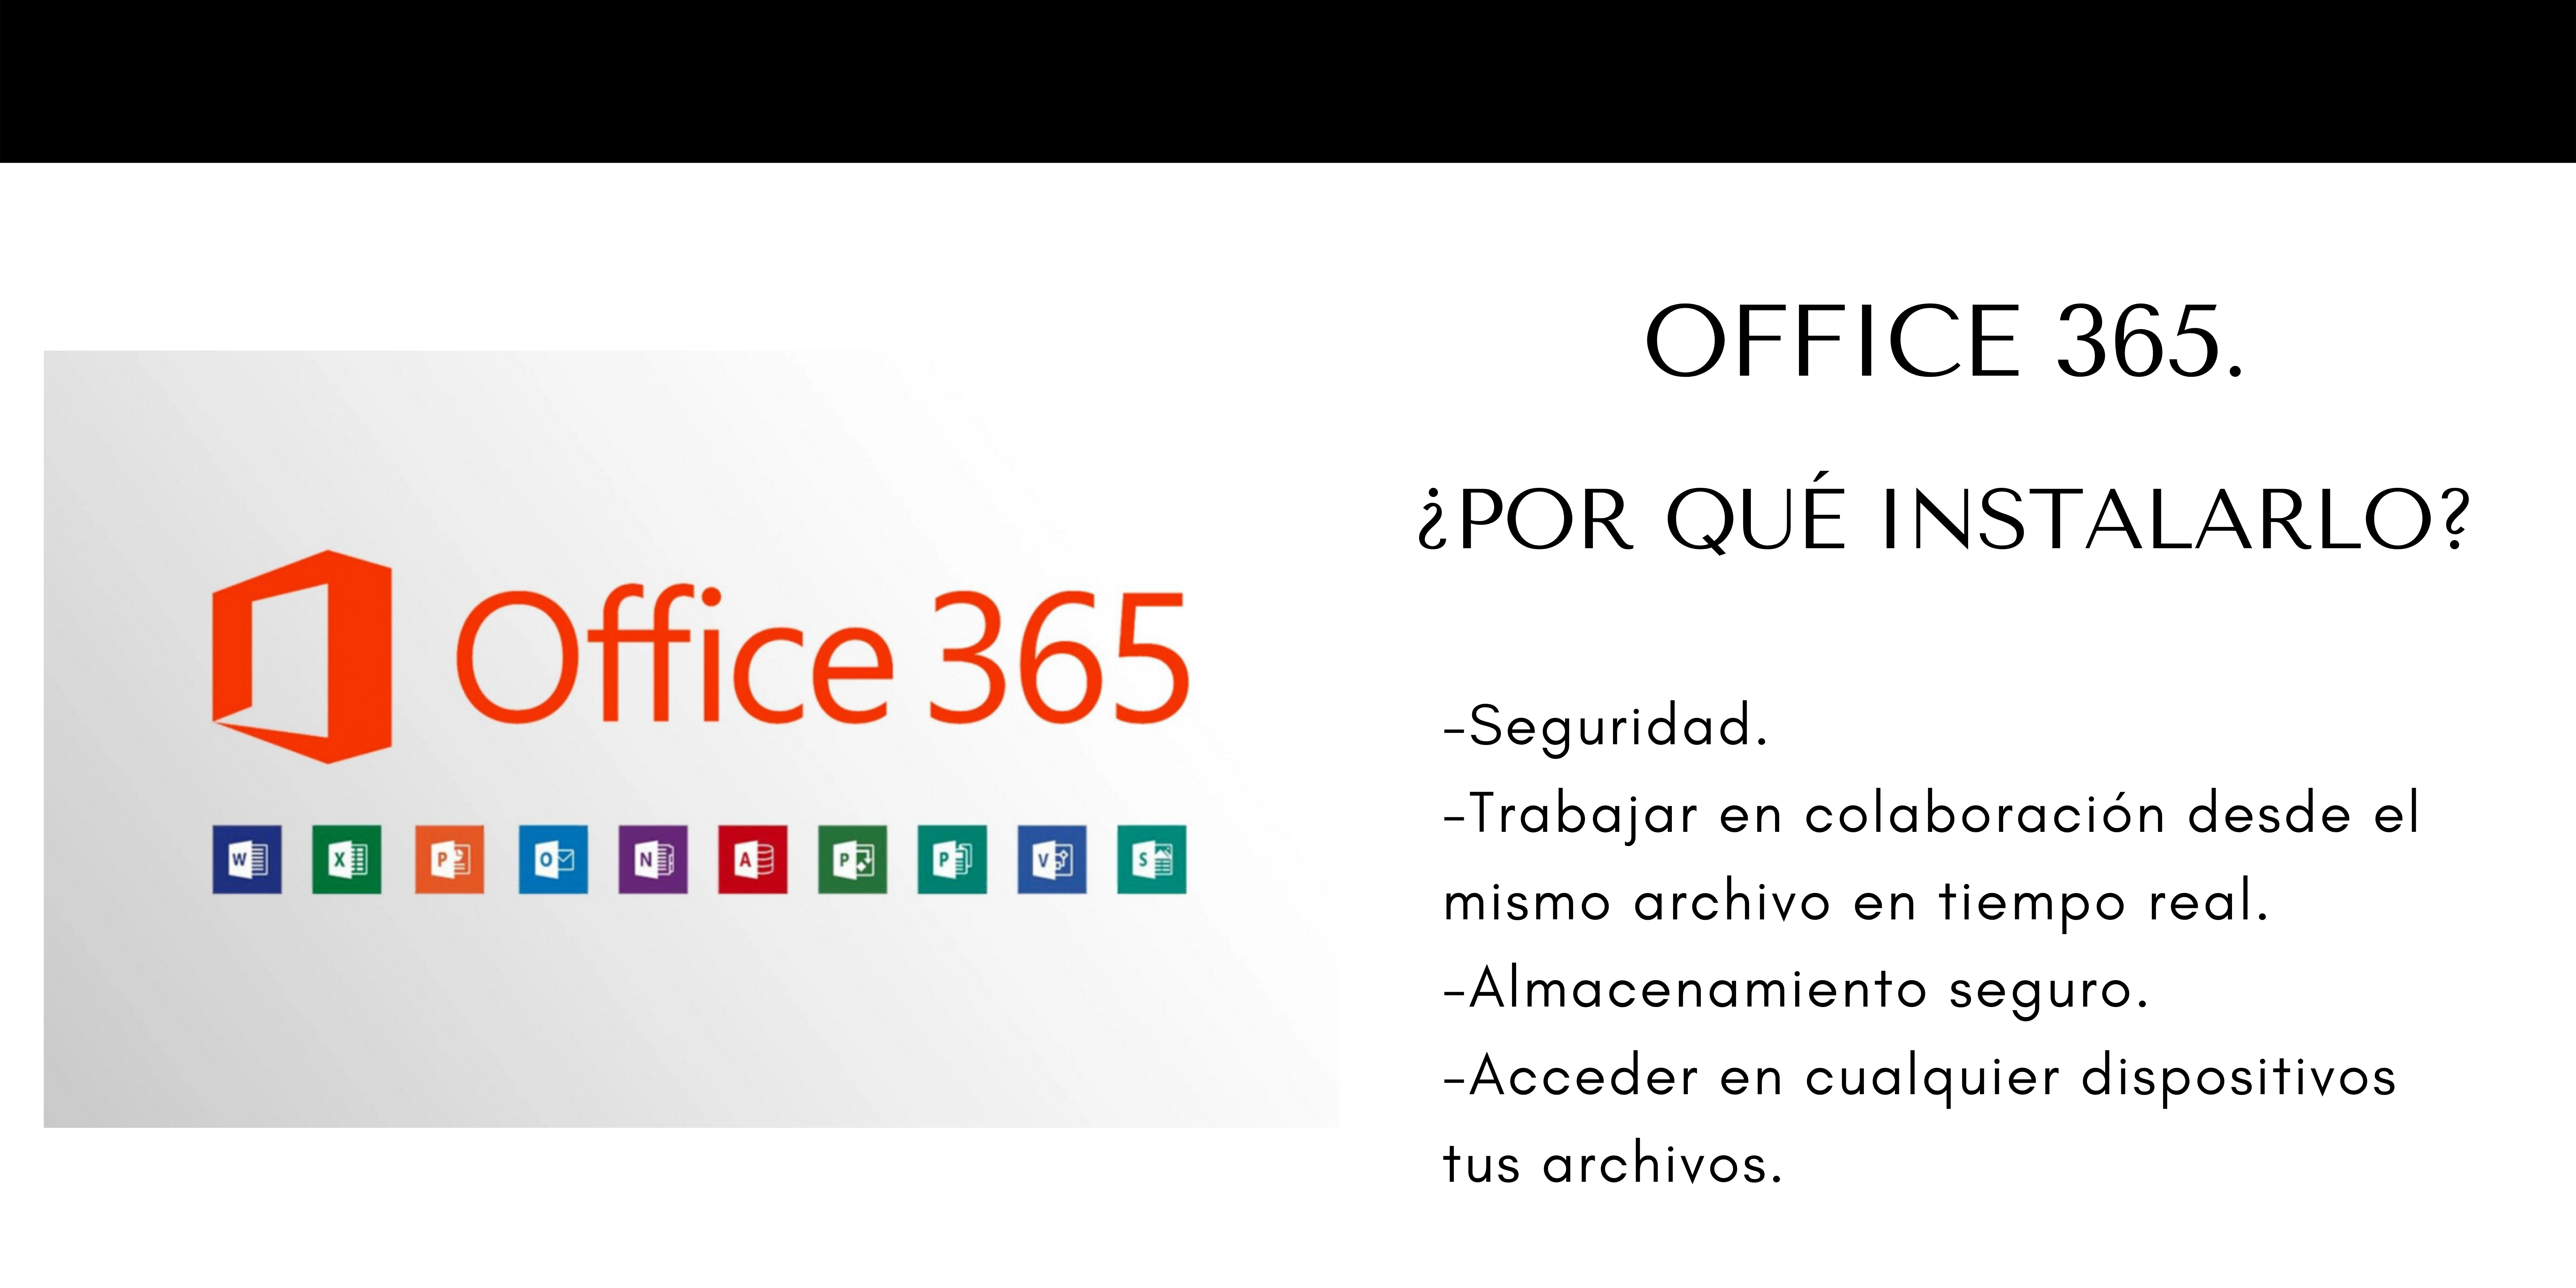 Office 365
W X P O N A P P V S
OFFICE 365.
¿POR QUÉ INSTALARLO?
-Seguridad.
-Trabajar en colaboración desde el
mismo archivo en tiempo real.
-Almacenamiento seguro.
-Acceder en cualquier dispositivos
tus archivos.